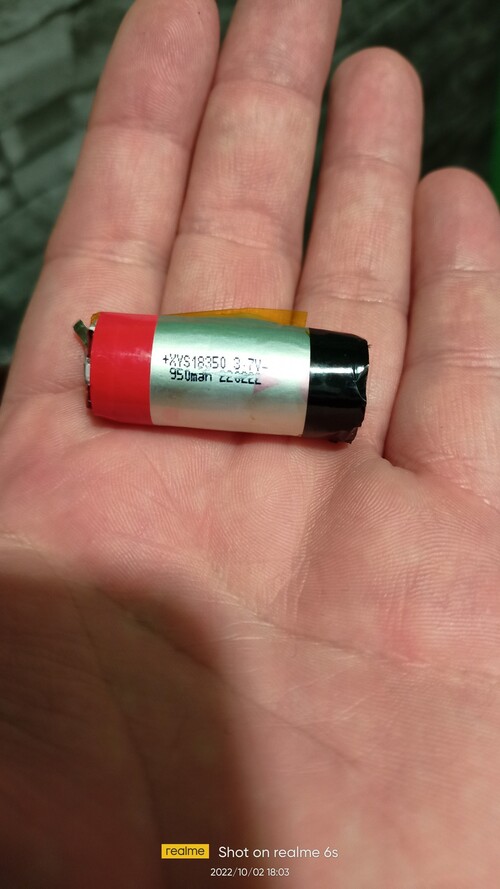 +XYS18350 3.7V-
950mah 220222
realme Shot on realme 6s
2022/10/02 18:03